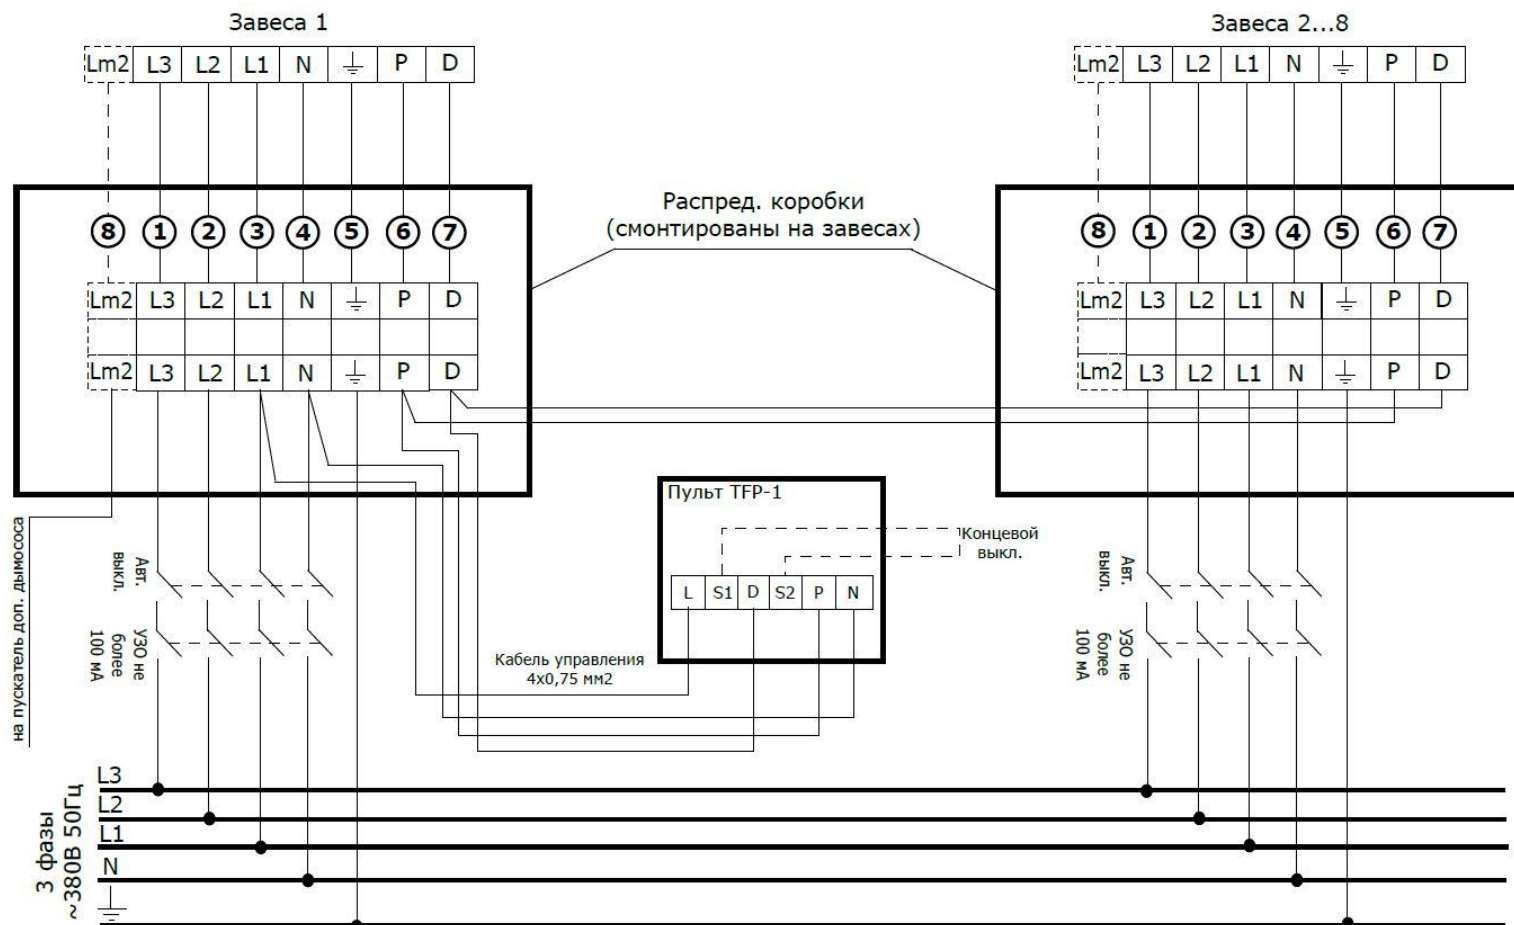 Завеса 1
Завеса 2...8
Lm2 L3 L2 L1 N P D
Lm2 L3 L2 L1 N P D
Распред. коробки
(смонтированы на завесах)
8 1 2 3 4 5 6 7
8 1 2 3 4 5 6 7
Lm2 L3 L2 L1 N P D
Lm2 L3 L2 L1 N P D
Lm2 L3 L2 L1 N P D
Lm2 L3 L2 L1 N P D
Пульт TFP-1
Концевой
выкл.
L S1 D S2 P N
на пускатель доп. дымососа
Авт.
выкл.
УЗО не
более
100 мА
Авт.
выкл.
УЗО не
более
100 мА
Кабель управления
4х0,75 мм2
3 фазы
~380В 50Гц
L3
L2
L1
N